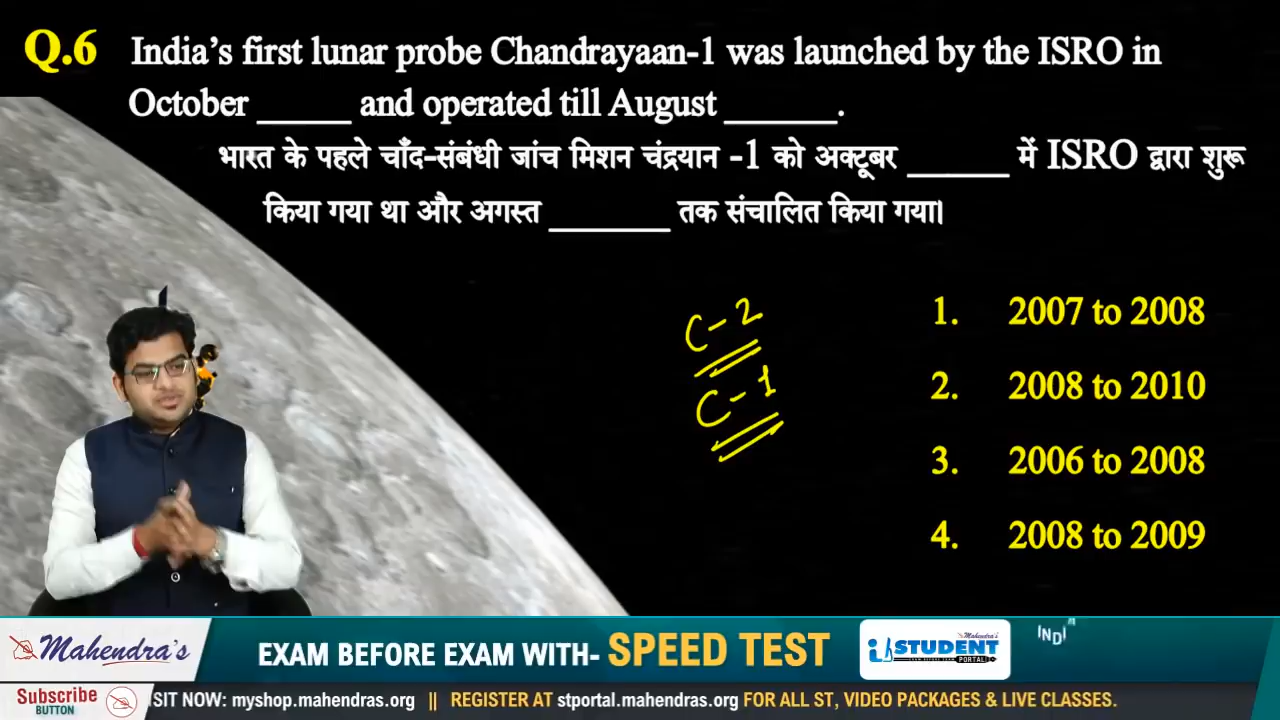 Q.6 India's first lunar probe Chandrayaan-1 was launched by the ISRO in
October _____ and operated till August ______.
भारत के पहले चाँद-संबंधी जांच मिशन चंद्रयान -1 को अक्टूबर ______ में ISRO द्वारा शुरू
किया गया था और अगस्त _______ तक संचालित किया गया।
C-2
C-1
1. 2007 to 2008
2. 2008 to 2010
3. 2006 to 2008
4. 2008 to 2009
Mahendra's
EXAM BEFORE EXAM WITH- SPEED TEST
Mahendra's
STUDENT
PORTAL
INDI
Subscribe
BUTTON
SIT NOW: myshop.mahendras.org || REGISTER AT stportal.mahendras.org FOR ALL ST, VIDEO PACKAGES & LIVE CLASSES.